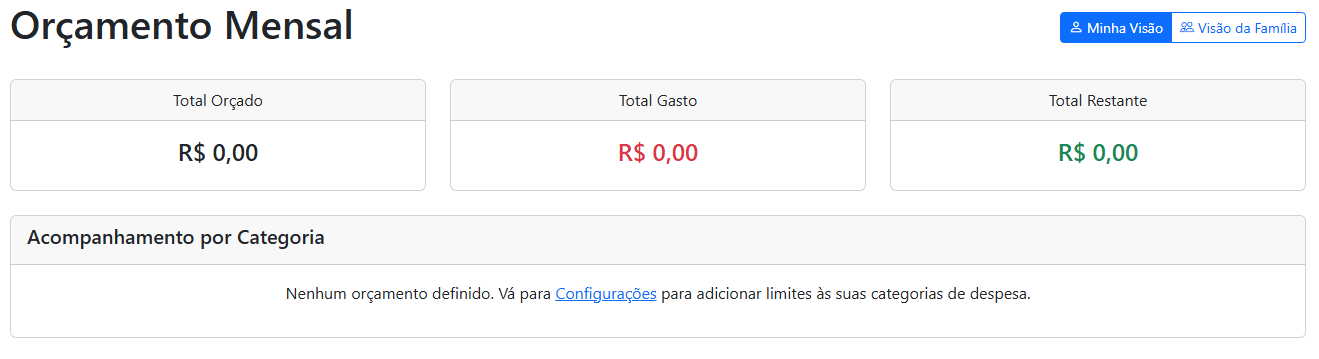 Orçamento Mensal
Minha Visão
Visão da Família
Total Orçado
R$ 0,00
Total Gasto
R$ 0,00
Total Restante
R$ 0,00
Acompanhamento por Categoria
Nenhum orçamento definido. Vá para Configurações para adicionar limites às suas categorias de despesa.